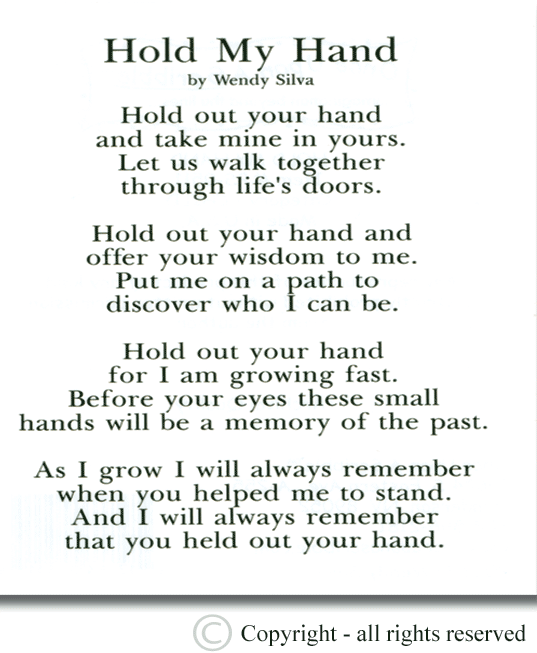 Hold My Hand
by Wendy Silva
Hold out your hand
and take mine in yours.
Let us walk together
through life's doors.
Hold out your hand and
offer your wisdom to me.
Put me on a path to
discover who I can be.
Hold out your hand
for I am growing fast.
Before your eyes these small
hands will be a memory of the past.
As I grow I will always remember
when you helped me to stand.
And I will always remember
that you held out your hand.
© Copyright - all rights reserved